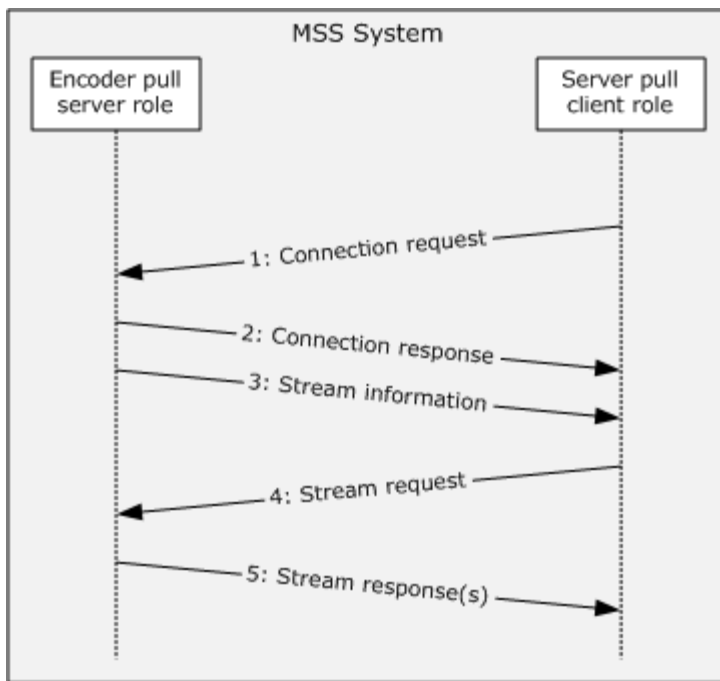 MSS System
Encoder pull
server role
Server pull
client role
1: Connection request
2: Connection response
3: Stream information
4: Stream request
5: Stream response(s)